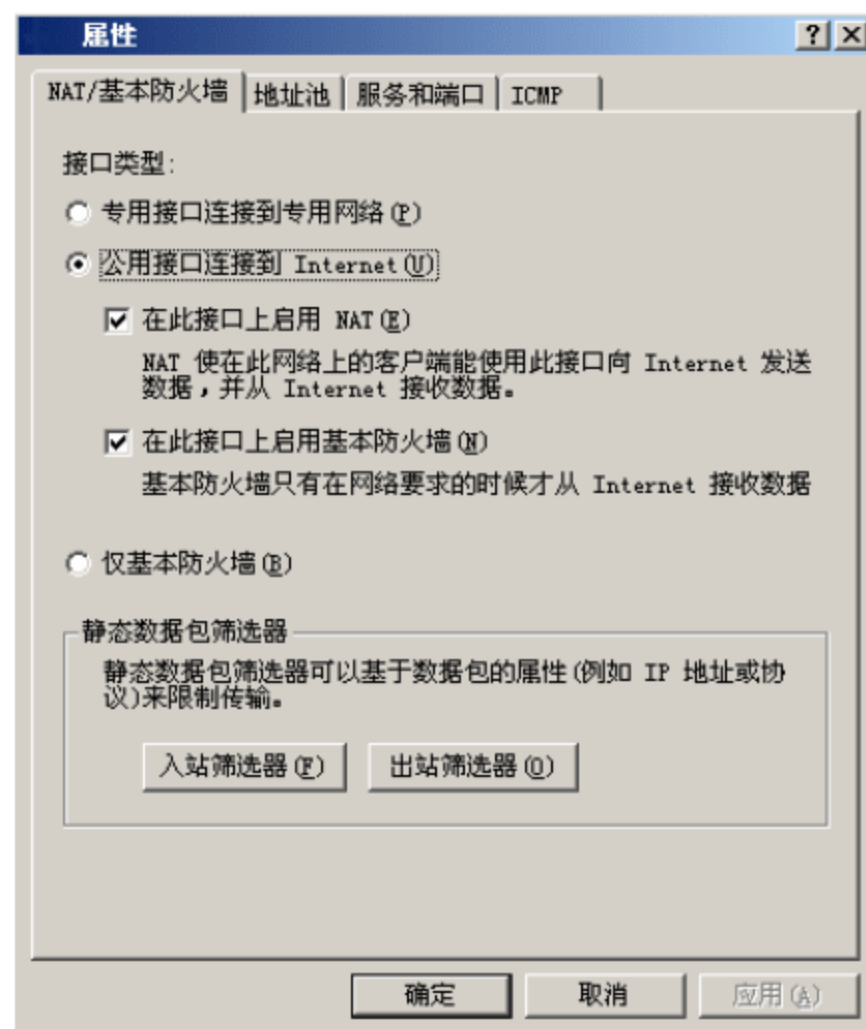 属性
NAT/基本防火墙 地址池 服务和端口 ICMP
接口类型:
专用接口连接到专用网络(P)
公用接口连接到 Internet(U)
在此接口上启用 NAT(E)
NAT 使在此网络上的客户端能使用此接口向 Internet 发送
数据，并从 Internet 接收数据。
在此接口上启用基本防火墙(N)
基本防火墙只有在网络要求的时候才从 Internet 接收数据
仅基本防火墙(B)
静态数据包筛选器
静态数据包筛选器可以基于数据包的属性(例如 IP 地址或协
议)来限制传输。
入站筛选器(F) 出站筛选器(O)
确定 取消 应用(A)